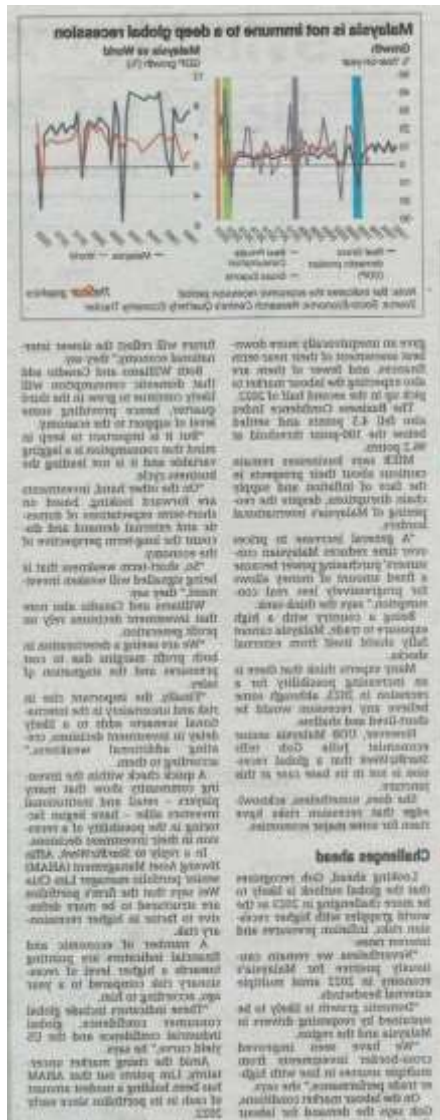 Malaysia is not immune to a deep global recession
Growth
% Year-on-year
Real Gross
domestic product
(GDP)
Real Private
Consumption
Gross Exports
Malaysia vs World
GDP growth (%)
Malaysia
World
Note: Bar indicates the economic recession period
Source: Socio-Economic Research Centre's Quarterly Economy Tracker
TheStar graphics
gave an unequivocally more down-
beat assessment of their near-term
finances, and fewer of them are
also expecting the labour market to
pick up in the second half of 2022.
The Business Confidence Index
also fell 4.5 points and settled
below the 100-point threshold at
96.2 points.
MIER says businesses remain
cautious about their prospects in
the face of inflation and supply
chain disruptions, despite the reo-
pening of Malaysia's international
borders.
"A general increase in prices
over time reduces Malaysian con-
sumers' purchasing power because
a fixed amount of money allows
for progressively less real con-
sumption," says the think-tank.
Being a country with a high
exposure to trade, Malaysia cannot
fully shield itself from external
shocks.
Many experts think that there is
an increasing possibility for a
recession in 2023, although some
believe any recession would be
short-lived and shallow.
However, UOB Malaysia senior
economist Julia Goh tells
StarBizWeek that a global reces-
sion is not in its base case at this
juncture.
She does, nonetheless, acknowl-
edge that recession risks have
risen for some major economies.
Challenges ahead
Looking ahead, Goh recognises
that the global outlook is likely to
be more challenging in 2023 as the
world grapples with higher reces-
sion risks, inflation pressures and
interest rates.
"Nevertheless, we remain cau-
tiously positive for Malaysia's
economy in 2022 amid multiple
external headwinds.
"Domestic growth is likely to be
sustained by reopening drivers in
Malaysia and the region.
"We have seen improved
cross-border investments from
multiple sources in line with high-
er trade performance," she says.
On the labour market conditions,
Goh says the demand for labour
future will reflect the slower inter-
national economy," they say.
Both Williams and Canadio add
that domestic consumption will
likely continue to grow in the third
quarter, hence providing some
level of support to the economy.
"But it is important to keep in
mind that consumption is a lagging
variable and it is not leading the
business cycle.
"On the other hand, investments
are forward looking, based on
short-term expectations of domes-
tic and external demand and dis-
count the long-term perspective of
the economy.
"So, short-term weakness that is
being signalled will weaken invest-
ment," they say.
Williams and Canadio also note
that investment decisions rely on
profit generation.
"We are seeing a deterioration in
both profit margins due to cost
pressures and the stagnation of
sales.
"Finally, the important rise in
risk and uncertainty in the interna-
tional scenario adds to a likely
delay in investment decisions, cre-
ating additional weakness,"
according to them.
A quick check within the invest-
ing community show that many
players – retail and institutional
investors alike – have begun fac-
toring in the possibility of a reces-
sion in their investment decisions.
In a reply to StarBizWeek, Affin
Hwang Asset Management (AHAM)
senior portfolio manager Lim Chia
Wei says that the firm's portfolios
are structured to be more defen-
sive to factor in higher recession-
ary risk.
A number of economic and
financial indicators are pointing
towards a higher level of reces-
sionary risk compared to a year
ago, according to him.
"These indicators include global
consumer confidence, global
industrial confidence and the US
yield curve," he says.
Amid the rising market uncer-
tainty, Lim points out that AHAM
has been holding a modest amount
of cash in its portfolios since early
2022.